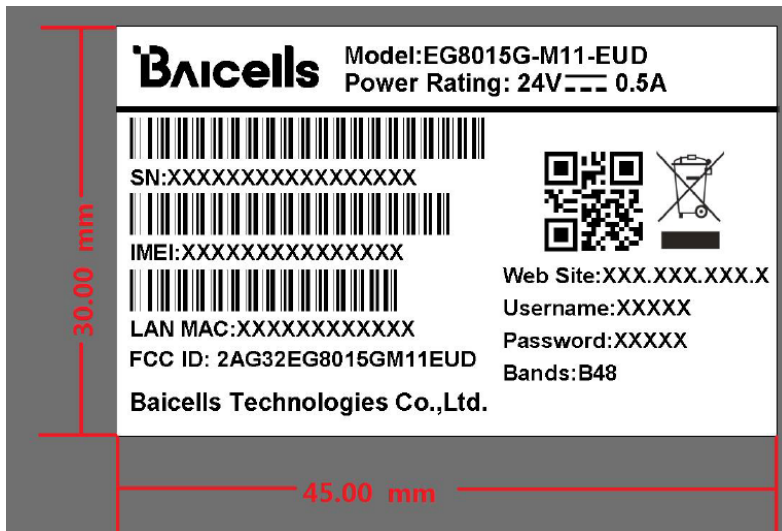 Baicells
Model:EG8015G-M11-EUD
Power Rating: 24V 0.5A
SN:XXXXXXXXXXXXXXXXX
IMEI:XXXXXXXXXXXXXXX
LAN MAC:XXXXXXXXXXXX
FCC ID: 2AG32EG8015GM11EUD
Baicells Technologies Co.,Ltd.
Web Site:XXX.XXX.XXX.X
Username:XXXXX
Password:XXXXX
Bands:B48
30.00 mm
45.00 mm